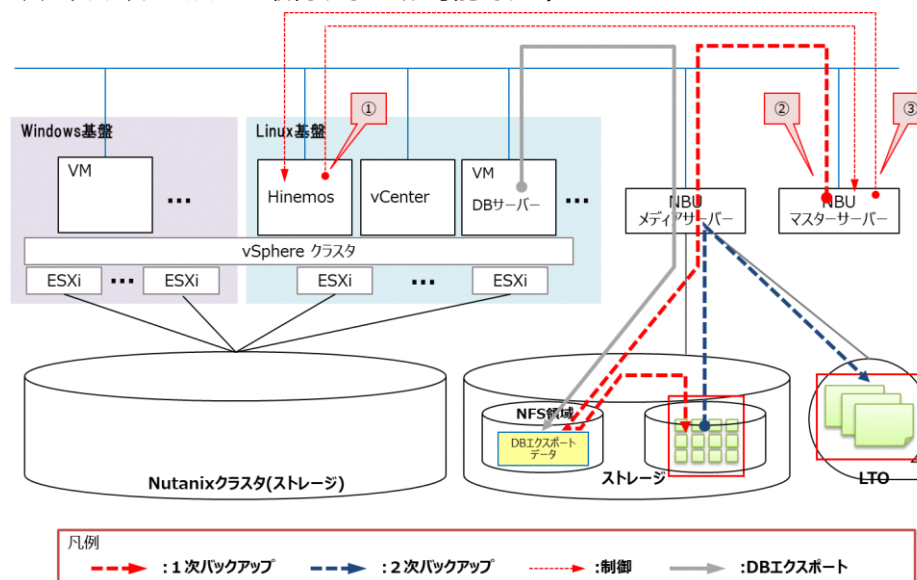 ①
②
③
Windows基盤
Linux基盤
VM
...
Hinemos
vCenter
VM
DBサーバー
...
NBU
メディアサーバー
NBU
マスターサーバー
vSphere クラスタ
ESXi
...
ESXi
ESXi
...
ESXi
NFS領域
DBエクスポート
データ
Nutanixクラスタ(ストレージ)
ストレージ
LTO
凡例
:１次バックアップ
:２次バックアップ
:制御
:DBエクスポート